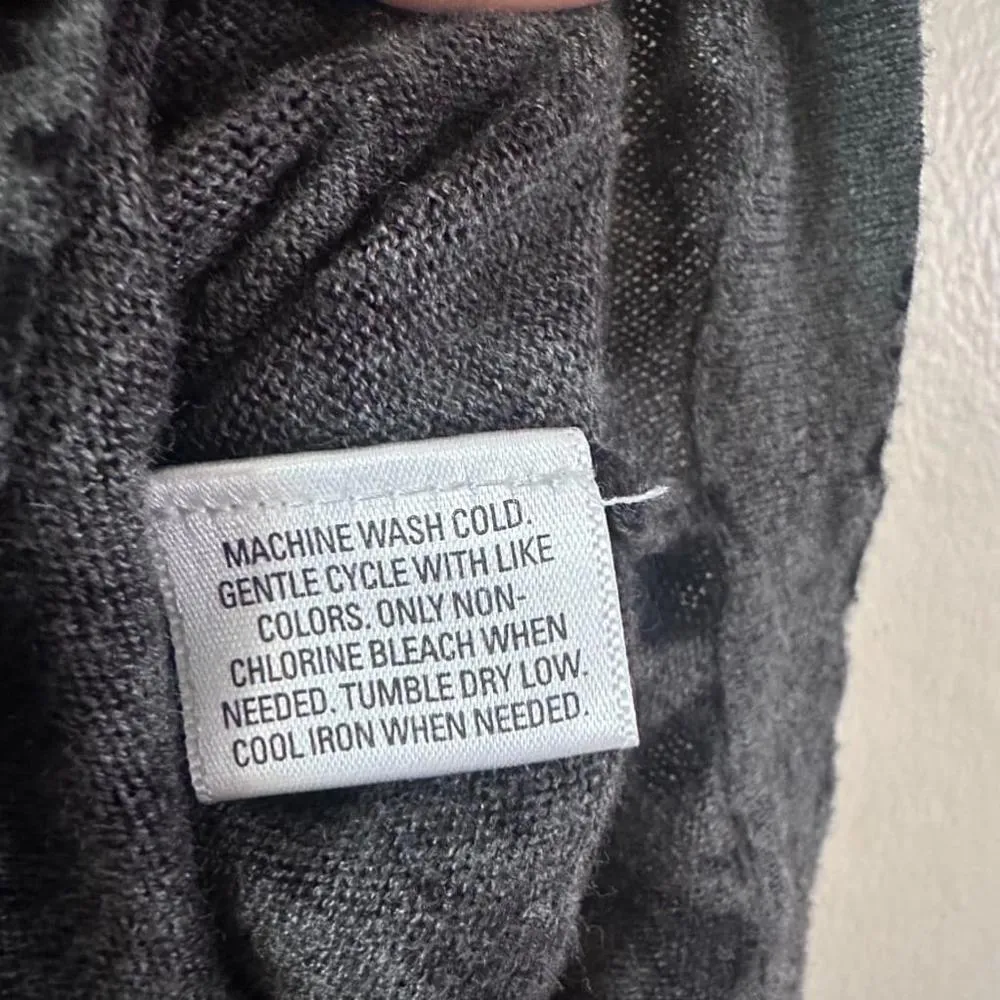 MACHINE WASH COLD.
GENTLE CYCLE WITH LIKE
COLORS. ONLY NON-
CHLORINE BLEACH WHEN
NEEDED. TUMBLE DRY LOW.
COOL IRON WHEN NEEDED.